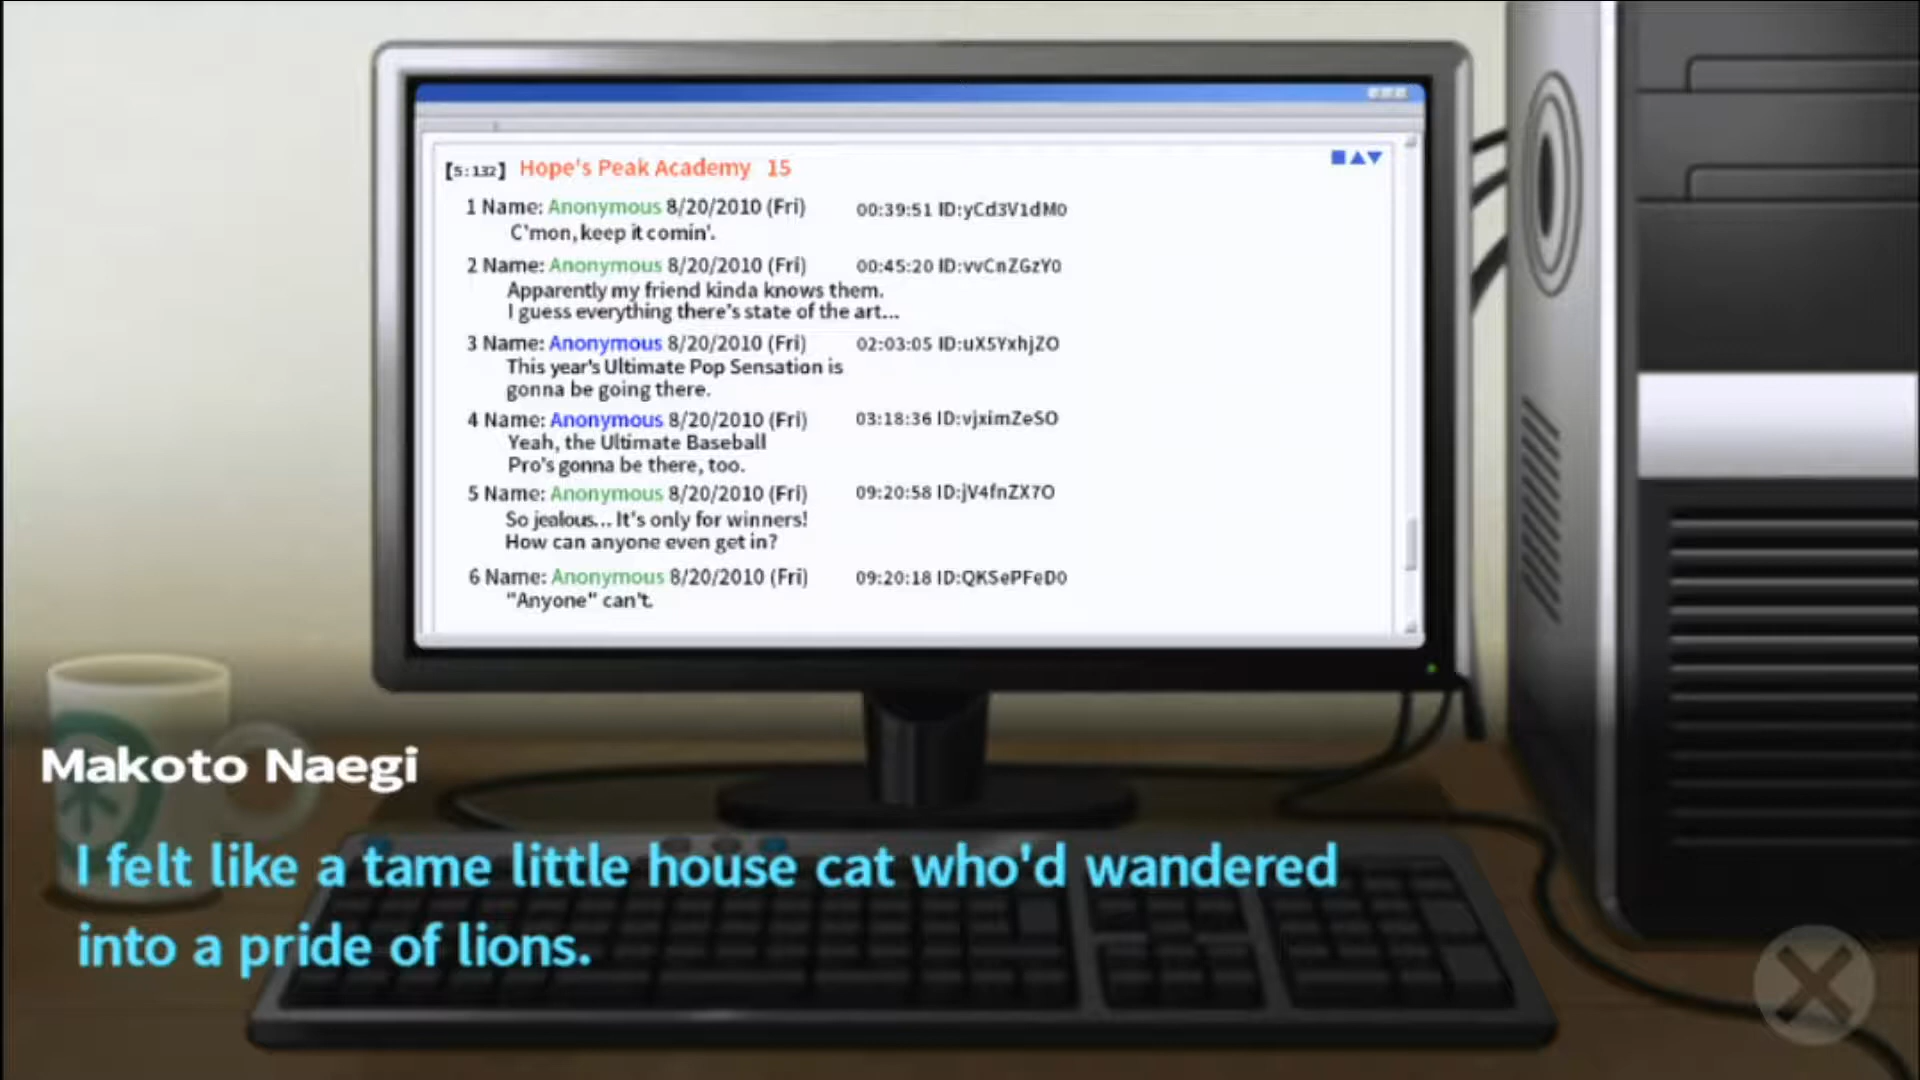 【5:132】 Hope's Peak Academy 15
1 Name: Anonymous 8/20/2010 (Fri) 00:39:51 ID:yCd3V1dM0
C'mon, keep it comin'.
2 Name: Anonymous 8/20/2010 (Fri) 00:45:20 ID:vvCnZGzY0
Apparently my friend kinda knows them.
I guess everything there's state of the art...
3 Name: Anonymous 8/20/2010 (Fri) 02:03:05 ID:uX5YxhjZO
This year's Ultimate Pop Sensation is
gonna be going there.
4 Name: Anonymous 8/20/2010 (Fri) 03:18:36 ID:vjximZeSO
Yeah, the Ultimate Baseball
Pro's gonna be there, too.
5 Name: Anonymous 8/20/2010 (Fri) 09:20:58 ID:jV4fnZX7O
So jealous... It's only for winners!
How can anyone even get in?
6 Name: Anonymous 8/20/2010 (Fri) 09:20:18 ID:QKSePFeD0
"Anyone" can't.
Makoto Naegi
I felt like a tame little house cat who'd wandered
into a pride of lions.